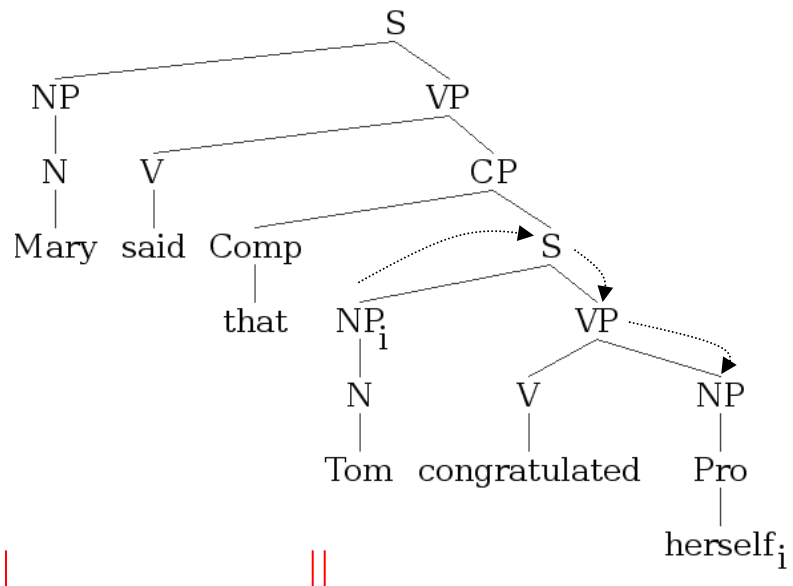 S
NP VP
N V CP
Mary said Comp S
that NPi VP
N V NP
Tom congratulated Pro
herselfi